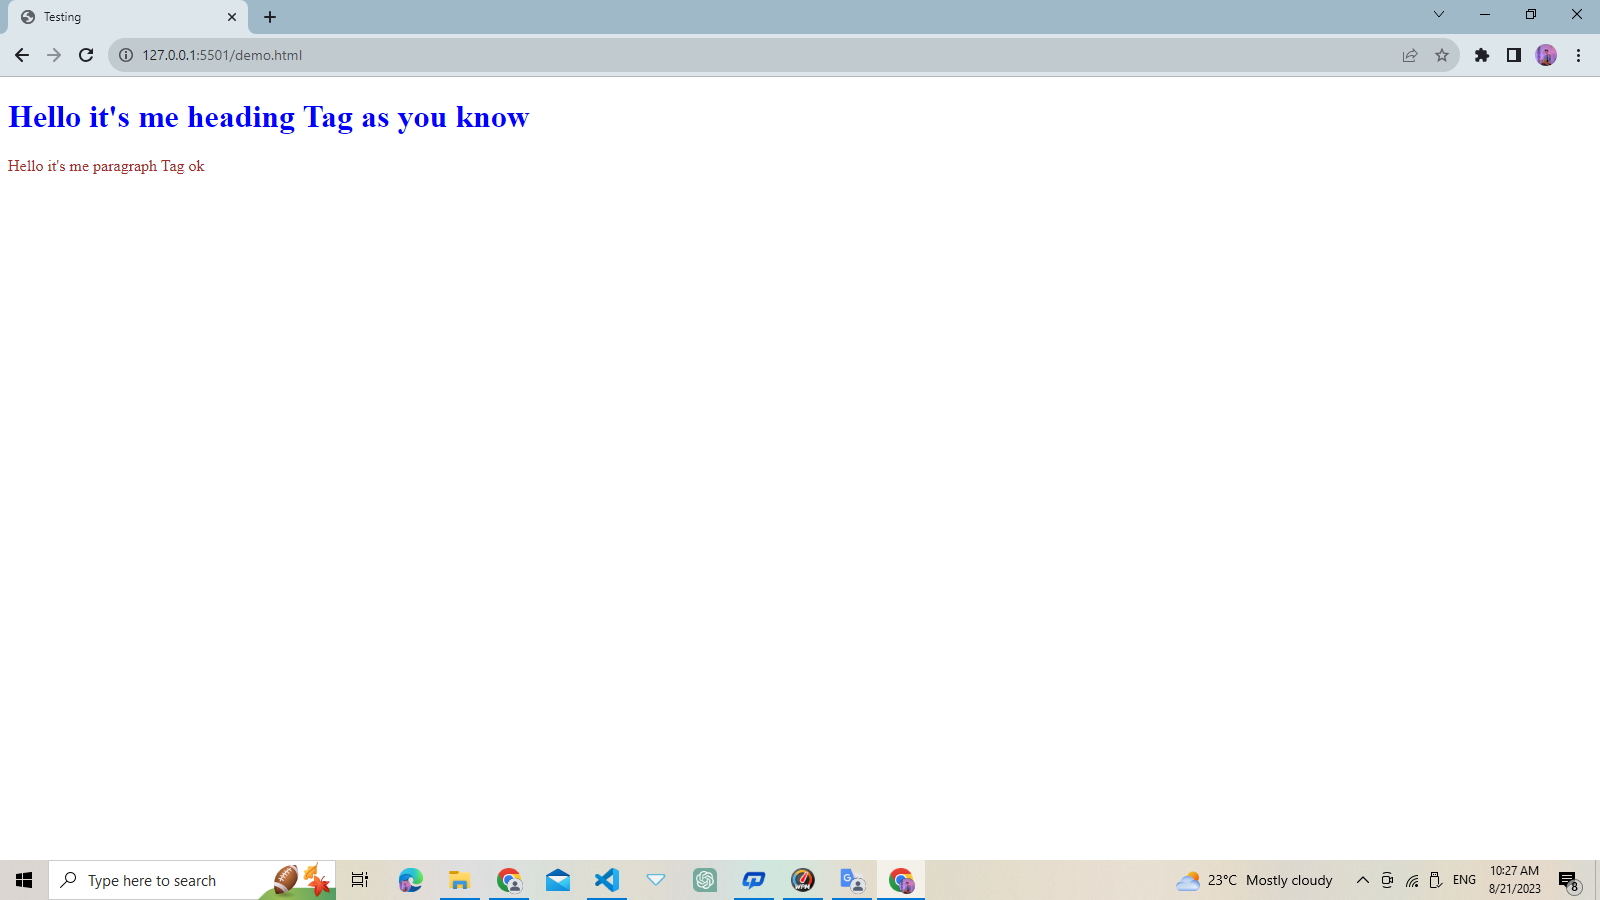 Testing
127.0.0.1:5501/demo.html
Hello it's me heading Tag as you know
Hello it's me paragraph Tag ok
Type here to search
WPM
G
23°C Mostly cloudy
ENG
10:27 AM
8/21/2023
8